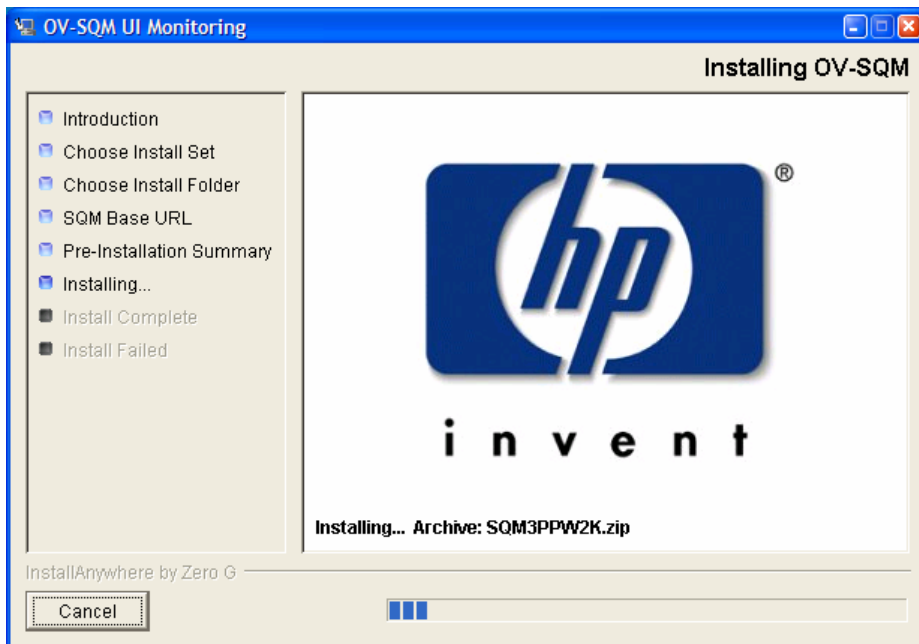 OV-SQM UI Monitoring
Installing OV-SQM
Introduction
Choose Install Set
Choose Install Folder
SQM Base URL
Pre-Installation Summary
Installing...
Install Complete
Install Failed
hp
®
invent
Installing... Archive: SQM3PPW2K.zip
InstallAnywhere by Zero G
Cancel